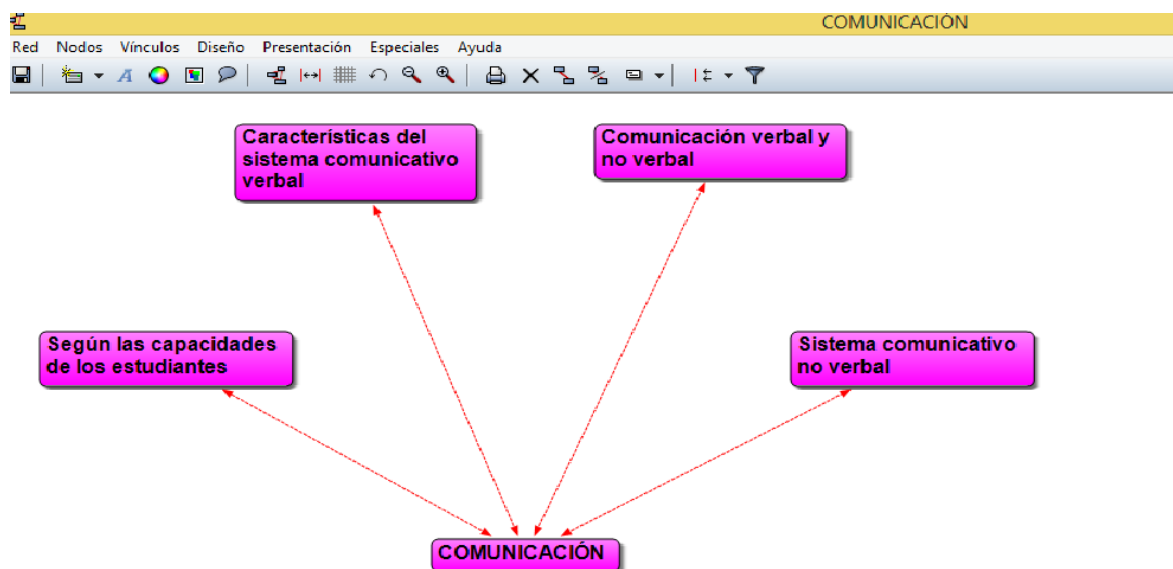 COMUNICACIÓN
Red Nodos Vínculos Diseño Presentación Especiales Ayuda
Características del
sistema comunicativo
verbal
Comunicación verbal y
no verbal
Según las capacidades
de los estudiantes
Sistema comunicativo
no verbal
COMUNICACIÓN